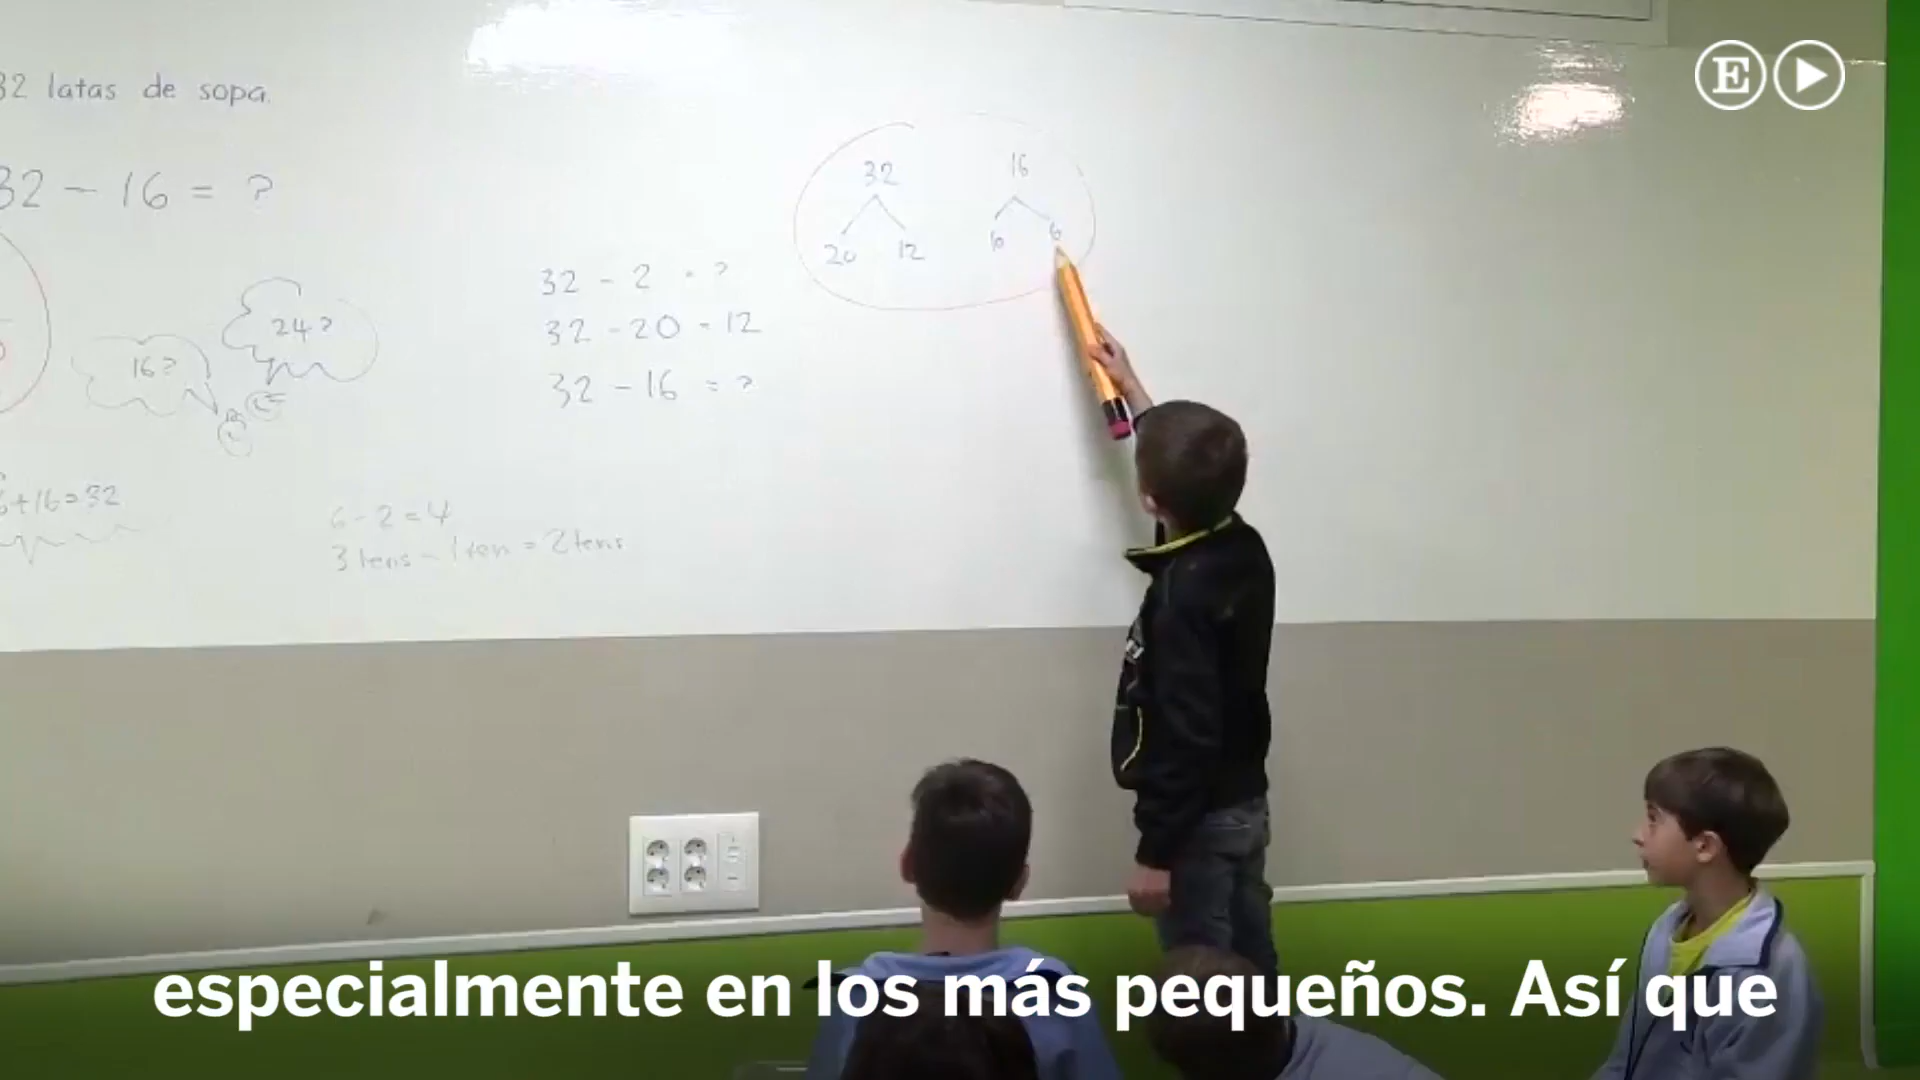 32 latas de sopa.
32 - 16 = ?
16?
24?
6+16=32
6-2=4
3 tens - 1 ten = 2 tens
32 - 2 = ?
32 - 20 = 12
32 - 16 = ?
32
20 12
16
10 6
E
especialmente en los más pequeños. Así que